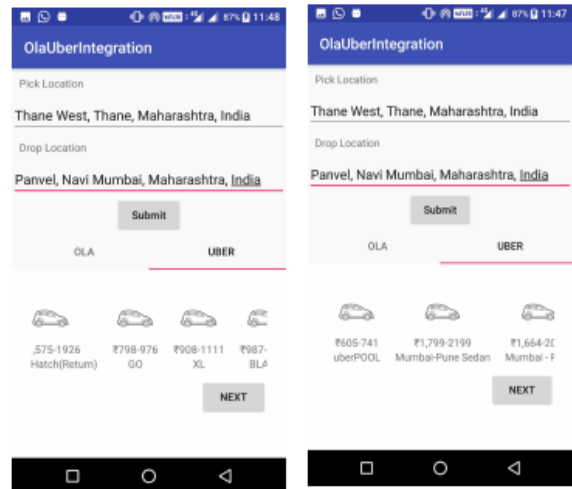 87% 11:48
OlaUberIntegration
Pick Location
Thane West, Thane, Maharashtra, India
Drop Location
Panvel, Navi Mumbai, Maharashtra, India
Submit
OLA UBER
,575-1926 ₹798-976 ₹908-1111 ₹987-
Hatch(Return) GO XL BLA
NEXT
87% 11:47
OlaUberIntegration
Pick Location
Thane West, Thane, Maharashtra, India
Drop Location
Panvel, Navi Mumbai, Maharashtra, India
Submit
OLA UBER
₹605-741 ₹1,799-2199 ₹1,664-20
uberPOOL Mumbai-Pune Sedan Mumbai - F
NEXT